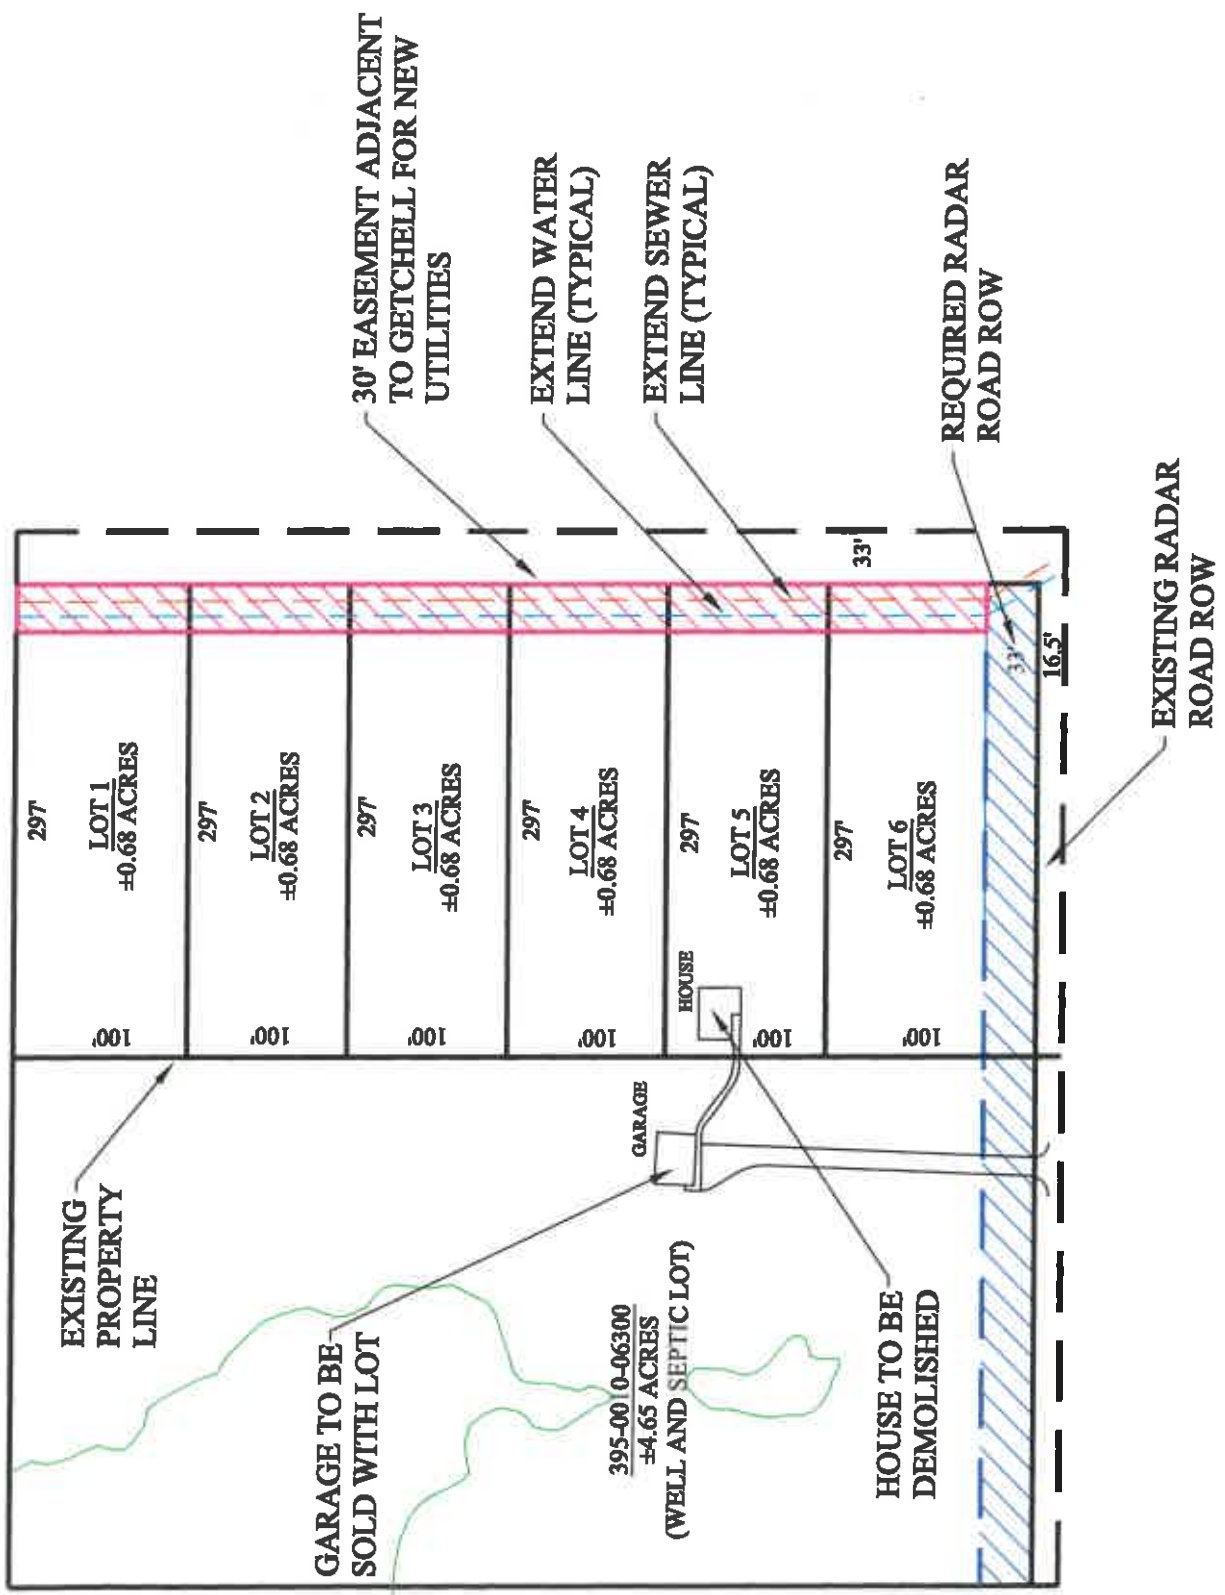 30' EASEMENT ADJACENT
TO GETCHELL FOR NEW
UTILITIES
EXTEND WATER
LINE (TYPICAL)
EXTEND SEWER
LINE (TYPICAL)
REQUIRED RADAR
ROAD ROW
EXISTING RADAR
ROAD ROW
33'
33'
16.5'
297'
LOT 1
±0.68 ACRES
100'
297'
LOT 2
±0.68 ACRES
100'
297'
LOT 3
±0.68 ACRES
100'
297'
LOT 4
±0.68 ACRES
100'
297'
LOT 5
±0.68 ACRES
100'
297'
LOT 6
±0.68 ACRES
100'
HOUSE
GARAGE
EXISTING
PROPERTY
LINE
GARAGE TO BE
SOLD WITH LOT
395-0010-06300
±4.65 ACRES
(WELL AND SEPTIC LOT)
HOUSE TO BE
DEMOLISHED